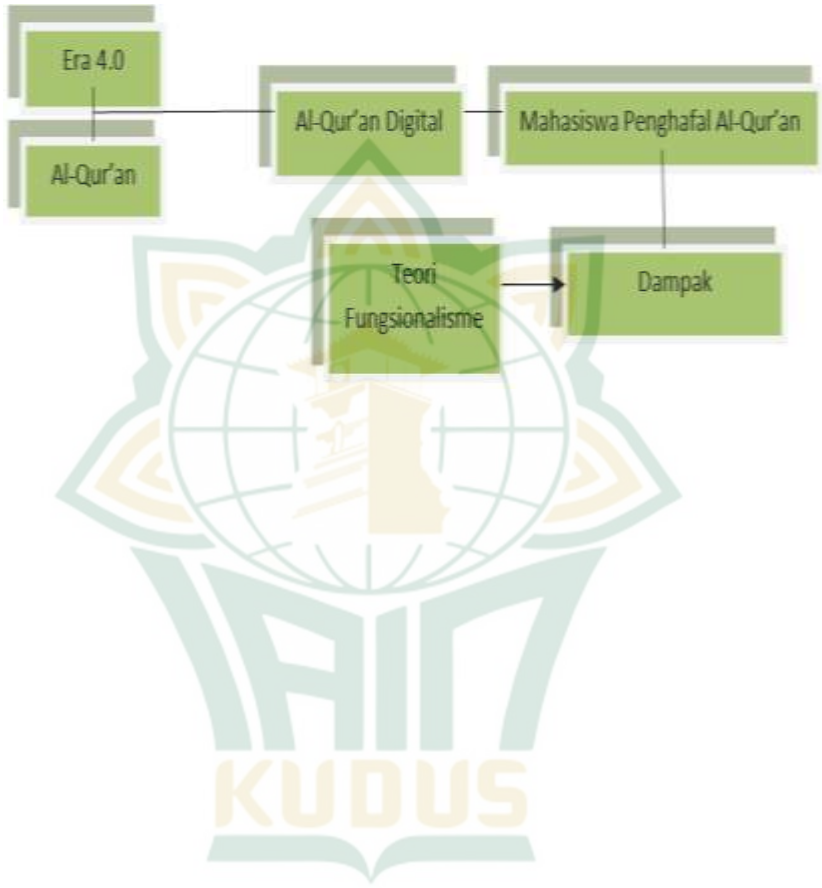 Era 4.0
Al-Qur'an
Al-Qur'an Digital
Mahasiswa Penghafal Al-Qur'an
Teori
Fungsionalisme
Dampak
IAIN
KUDUS